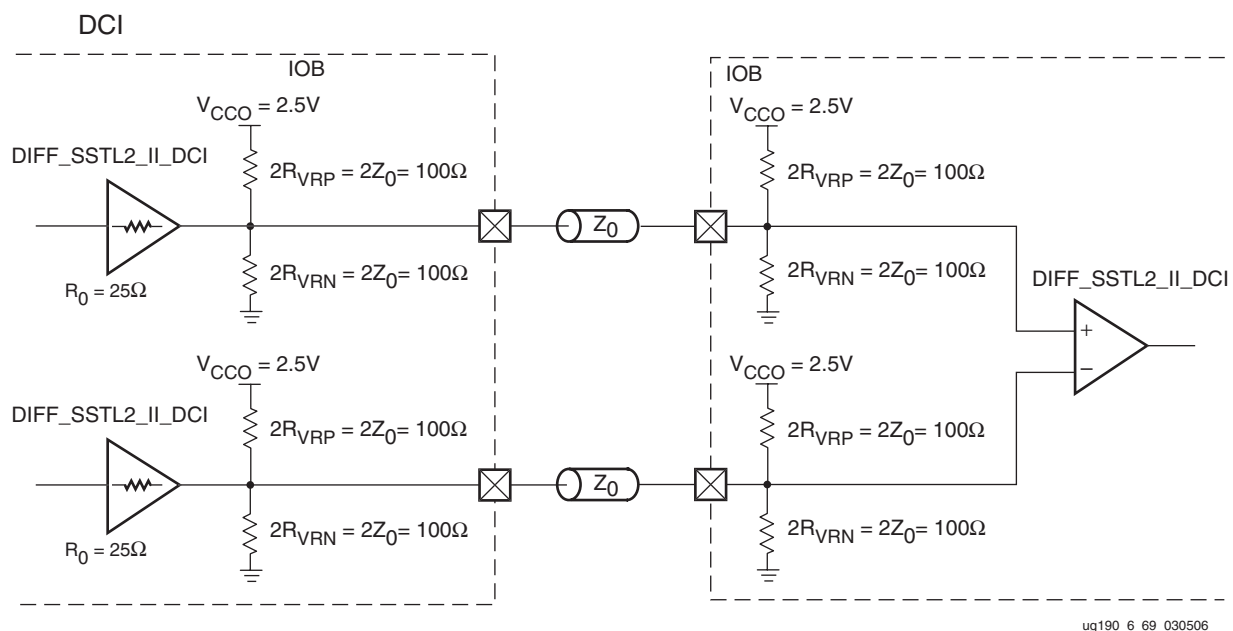 DCI
IOB
IOB
V_CCO = 2.5V
V_CCO = 2.5V
DIFF_SSTL2_II_DCI
2R_VRP = 2Z_0= 100Ω
2R_VRP = 2Z_0= 100Ω
Z_0
2R_VRN = 2Z_0= 100Ω
2R_VRN = 2Z_0= 100Ω
DIFF_SSTL2_II_DCI
R_0 = 25Ω
+
−
V_CCO = 2.5V
V_CCO = 2.5V
DIFF_SSTL2_II_DCI
2R_VRP = 2Z_0= 100Ω
2R_VRP = 2Z_0= 100Ω
Z_0
2R_VRN = 2Z_0= 100Ω
2R_VRN = 2Z_0= 100Ω
R_0 = 25Ω
ug190_6_69_030506